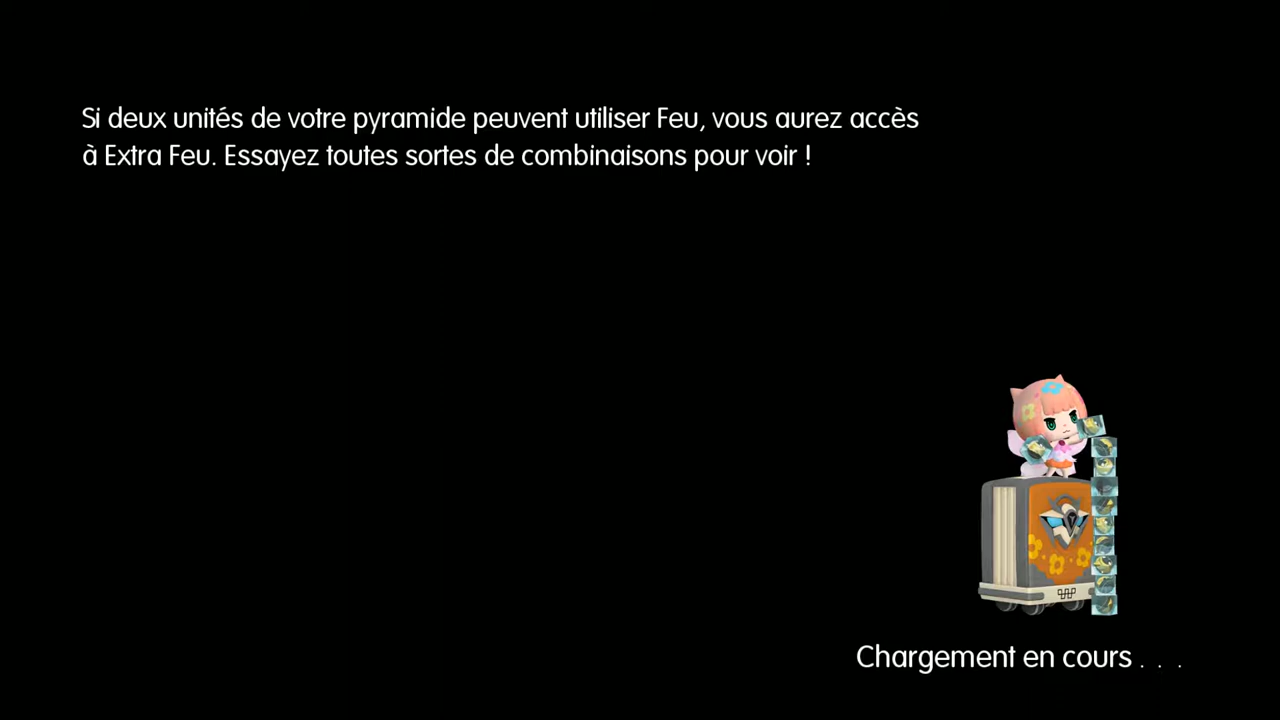 Si deux unités de votre pyramide peuvent utiliser Feu, vous aurez accès
à Extra Feu. Essayez toutes sortes de combinaisons pour voir !
Chargement en cours . . .